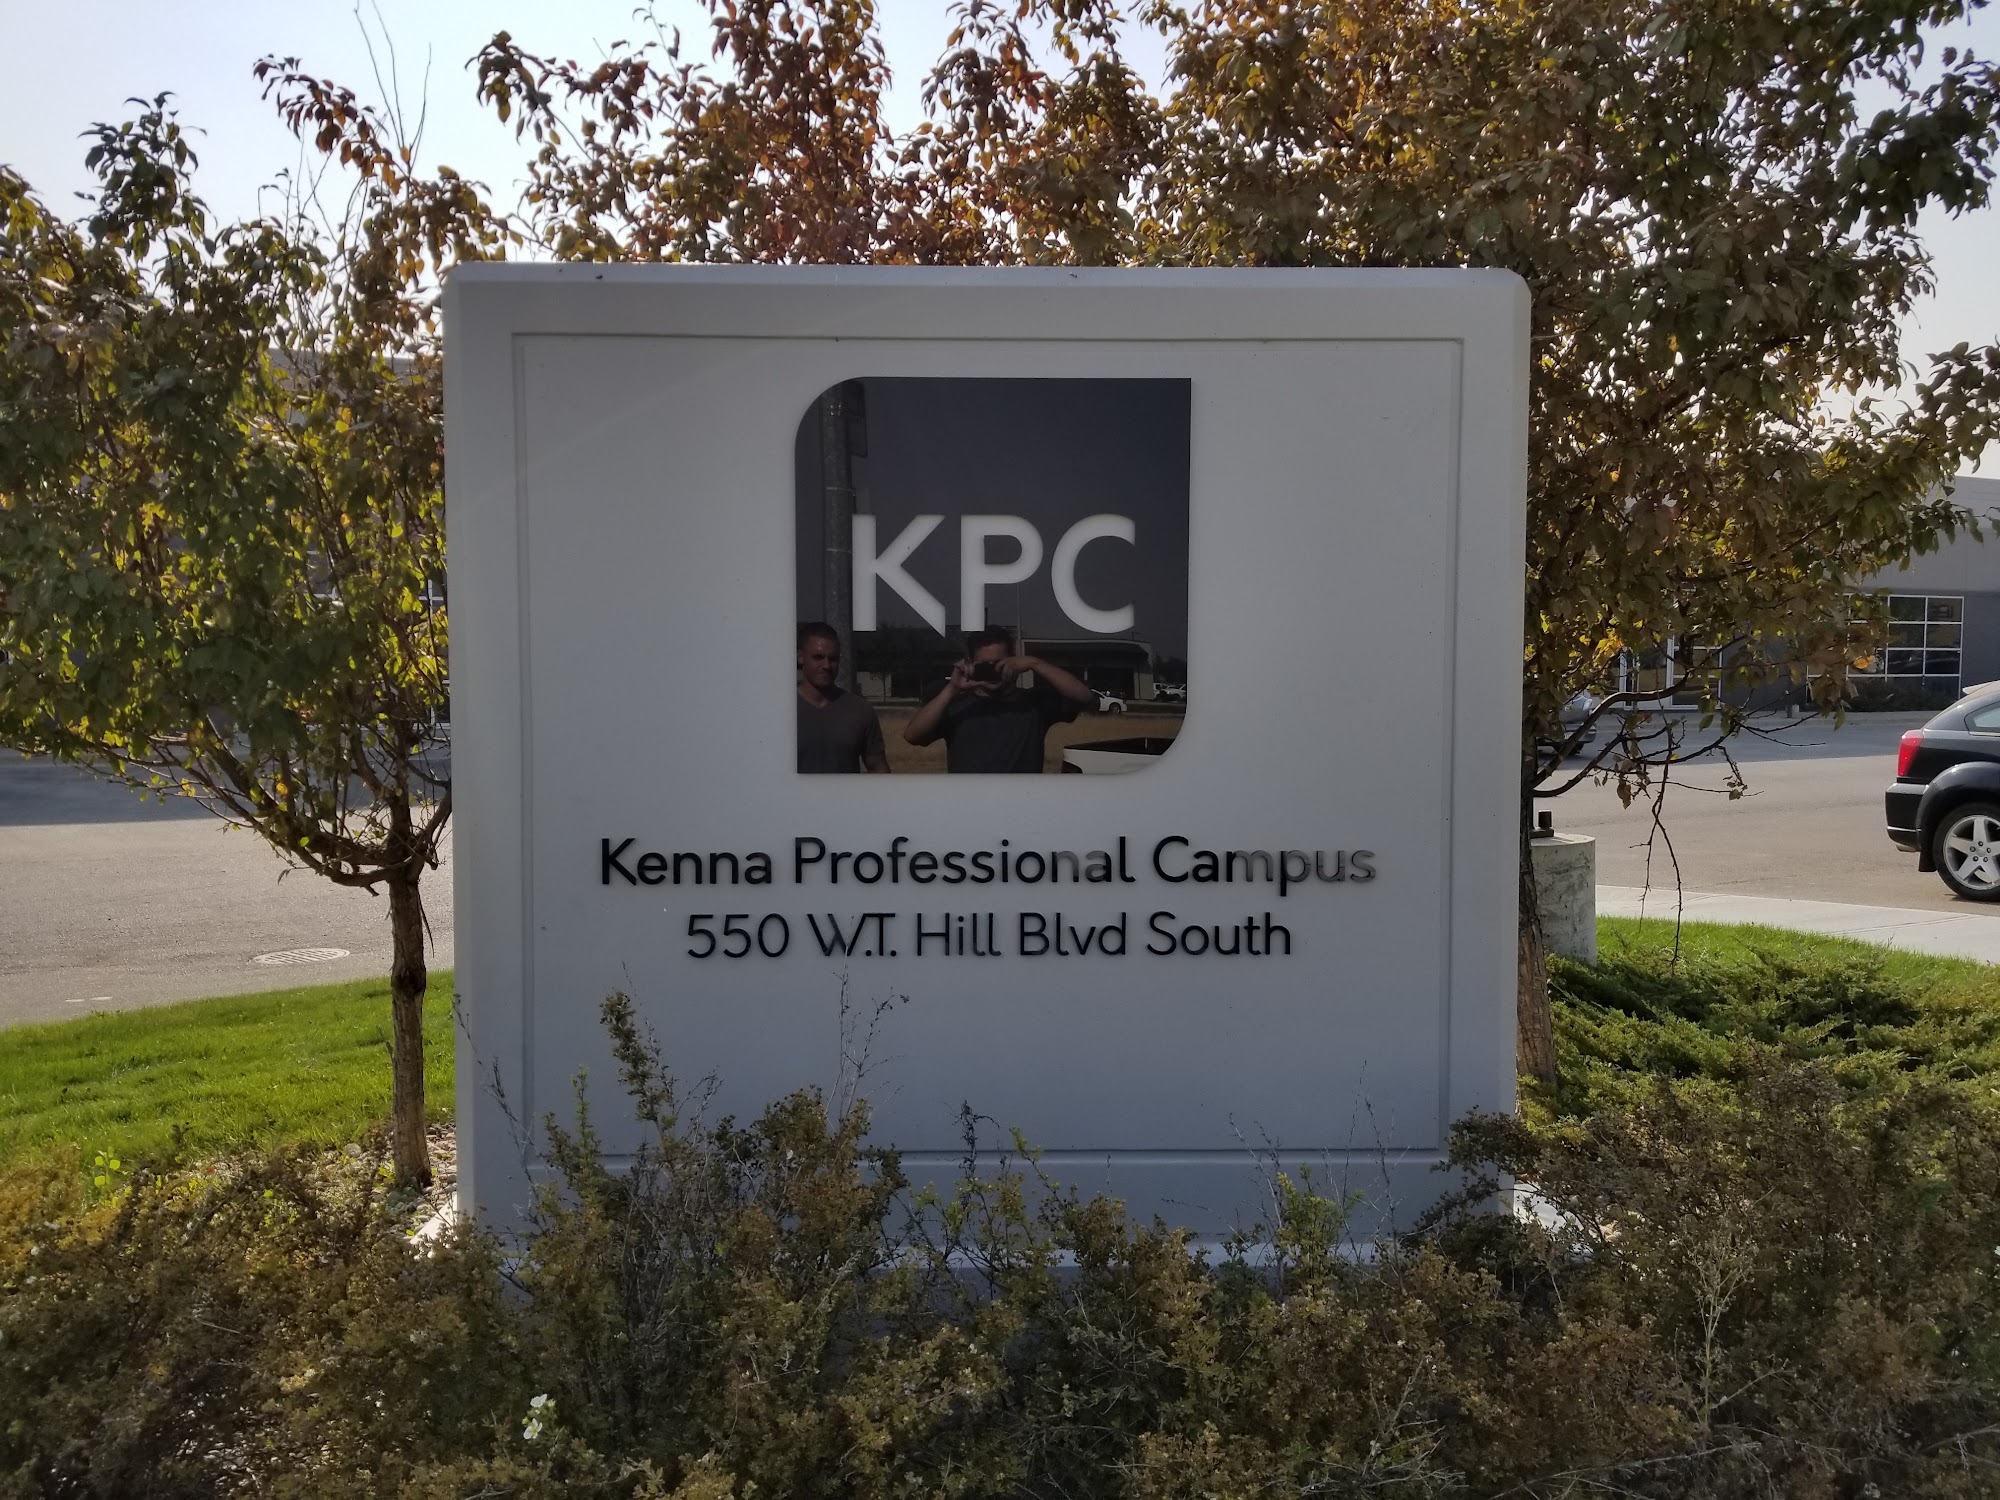 KPC
Kenna Professional Campus
550 W.T. Hill Blvd South